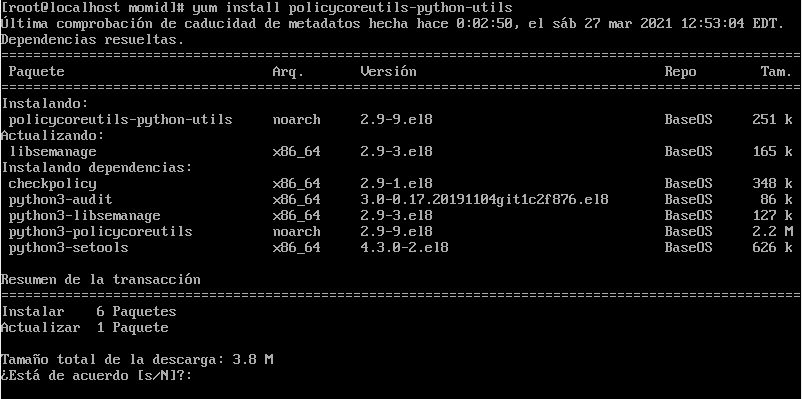 [root@localhost momid]# yum install policycoreutils-python-utils
Última comprobación de caducidad de metadatos hecha hace 0:02:50, el sáb 27 mar 2021 12:53:04 EDT.
Dependencias resueltas.
====================================================================================================
Paquete Arq. Versión Repo Tam.
====================================================================================================
Instalando:
policycoreutils-python-utils noarch 2.9-9.el8 BaseOS 251 k
Actualizando:
libsemanage x86_64 2.9-3.el8 BaseOS 165 k
Instalando dependencias:
checkpolicy x86_64 2.9-1.el8 BaseOS 348 k
python3-audit x86_64 3.0-0.17.20191104git1c2f876.el8 BaseOS 86 k
python3-libsemanage x86_64 2.9-3.el8 BaseOS 127 k
python3-policycoreutils noarch 2.9-9.el8 BaseOS 2.2 M
python3-setools x86_64 4.3.0-2.el8 BaseOS 626 k
Resumen de la transacción
====================================================================================================
Instalar 6 Paquetes
Actualizar 1 Paquete
Tamaño total de la descarga: 3.8 M
¿Está de acuerdo [s/N]?: